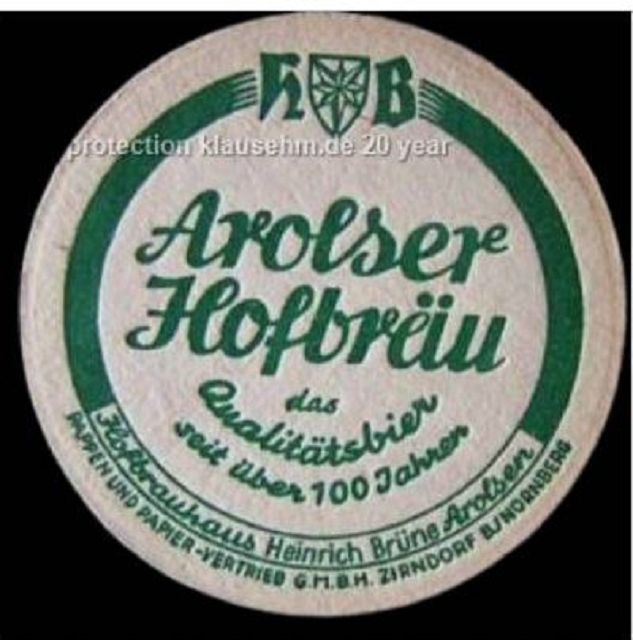 H B
protection klausehm.de 20 year
Arolser
Hofbräu
das
Qualitätsbier
seit über 100 Jahren
Hofbrauhaus Heinrich Brüne Arolsen
PAPPEN UND PAPIER-VERTRIEB G.M.B.H. ZIRNDORF B/NÜRNBERG